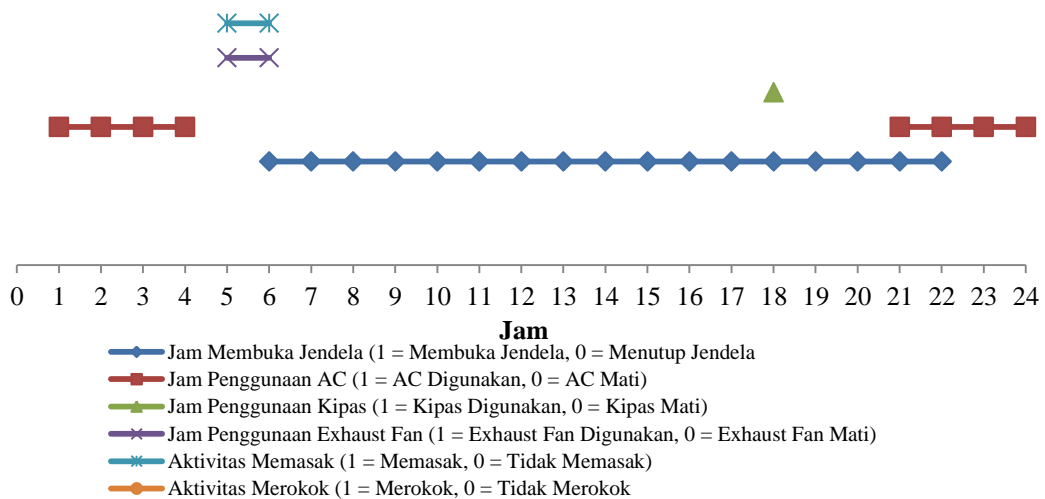 0 1 2 3 4 5 6 7 8 9 10 11 12 13 14 15 16 17 18 19 20 21 22 23 24
Jam
Jam Membuka Jendela (1 = Membuka Jendela, 0 = Menutup Jendela
Jam Penggunaan AC (1 = AC Digunakan, 0 = AC Mati)
Jam Penggunaan Kipas (1 = Kipas Digunakan, 0 = Kipas Mati)
Jam Penggunaan Exhaust Fan (1 = Exhaust Fan Digunakan, 0 = Exhaust Fan Mati)
Aktivitas Memasak (1 = Memasak, 0 = Tidak Memasak)
Aktivitas Merokok (1 = Merokok, 0 = Tidak Merokok